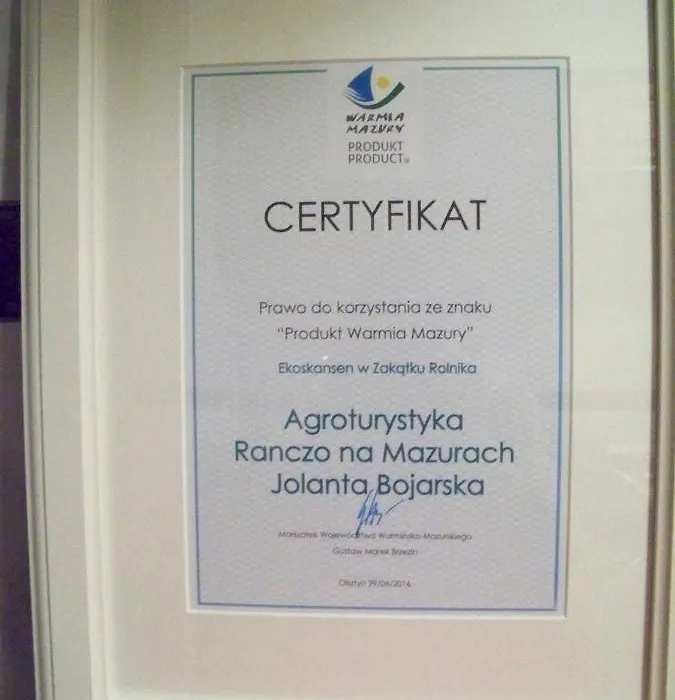 WARMIA
MAZURY
PRODUKT
PRODUCT
CERTYFIKAT
Prawo do korzystania ze znaku
"Produkt Warmia Mazury"
Ekoskansen w Zakątku Rolnika
Agroturystyka
Ranczo na Mazurach
Jolanta Bojarska
Marszałek Województwa Warmińsko-Mazurskiego
Gustaw Marek Brzezin
Olsztyn 29/06/2016